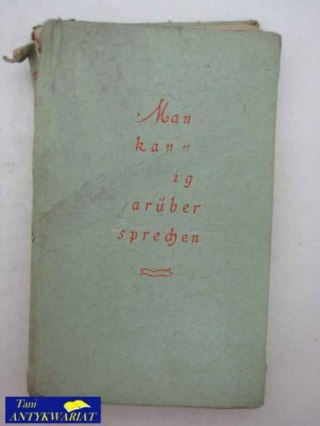 Man
kan
ig
arüber
sprechen
Tani
ANTYKWARIAT